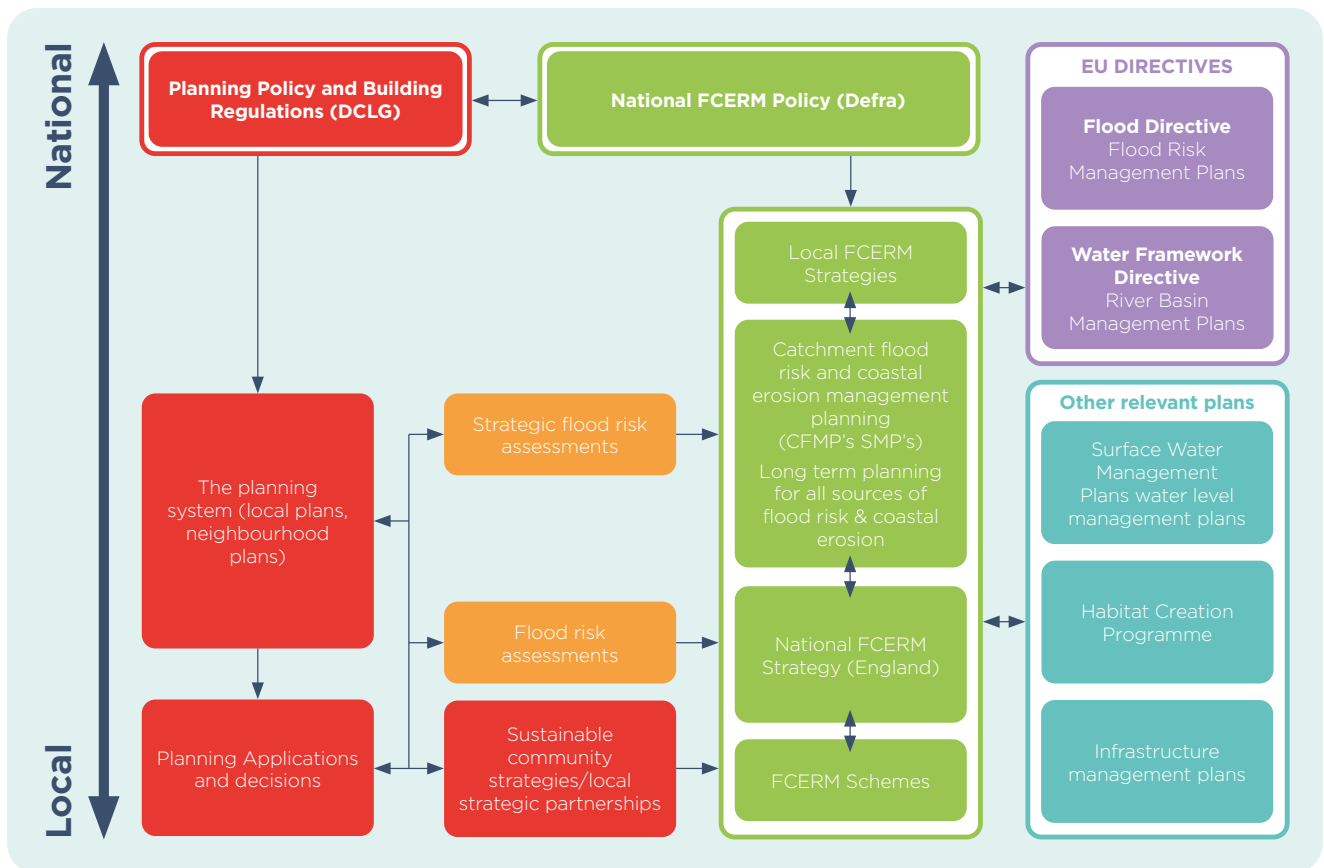 National
Local
Planning Policy and Building
Regulations (DCLG)
National FCERM Policy (Defra)
EU DIRECTIVES
Flood Directive
Flood Risk
Management Plans
Water Framework
Directive
River Basin
Management Plans
Local FCERM
Strategies
Catchment flood
risk and coastal
erosion management
planning
(CFMP's SMP's)
Long term planning
for all sources of
flood risk & coastal
erosion
National FCERM
Strategy (England)
FCERM Schemes
The planning
system (local plans,
neighbourhood
plans)
Planning Applications
and decisions
Strategic flood risk
assessments
Flood risk
assessments
Sustainable
community
strategies/local
strategic partnerships
Other relevant plans
Surface Water
Management
Plans water level
management plans
Habitat Creation
Programme
Infrastructure
management plans